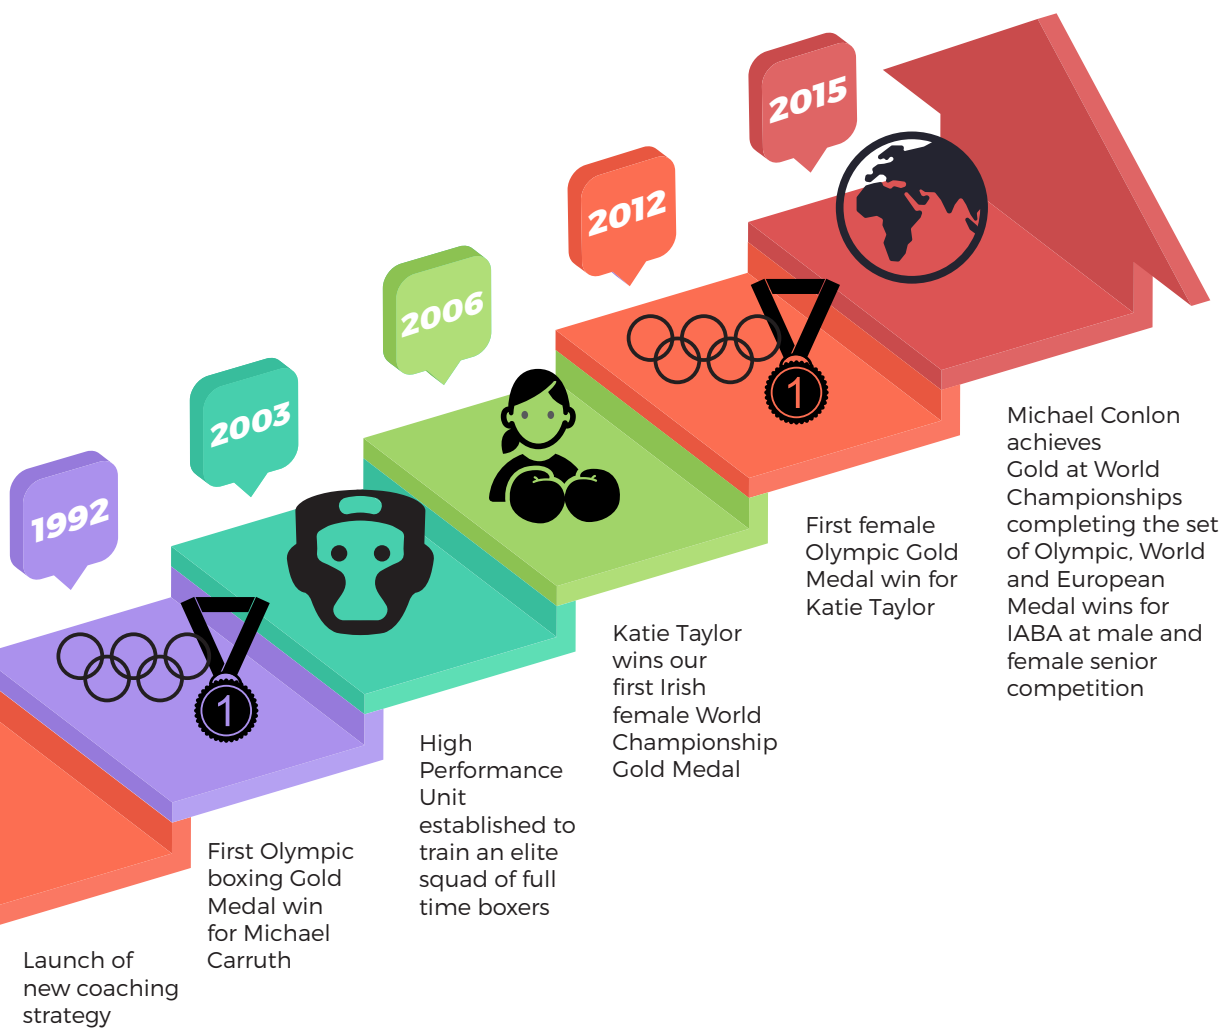 1992
2003
2006
2012
2015
1
1
Launch of
new coaching
strategy
First Olympic
boxing Gold
Medal win
for Michael
Carruth
High
Performance
Unit
established to
train an elite
squad of full
time boxers
Katie Taylor
wins our
first Irish
female World
Championship
Gold Medal
First female
Olympic Gold
Medal win for
Katie Taylor
Michael Conlon
achieves
Gold at World
Championships
completing the set
of Olympic, World
and European
Medal wins for
IABA at male and
female senior
competition